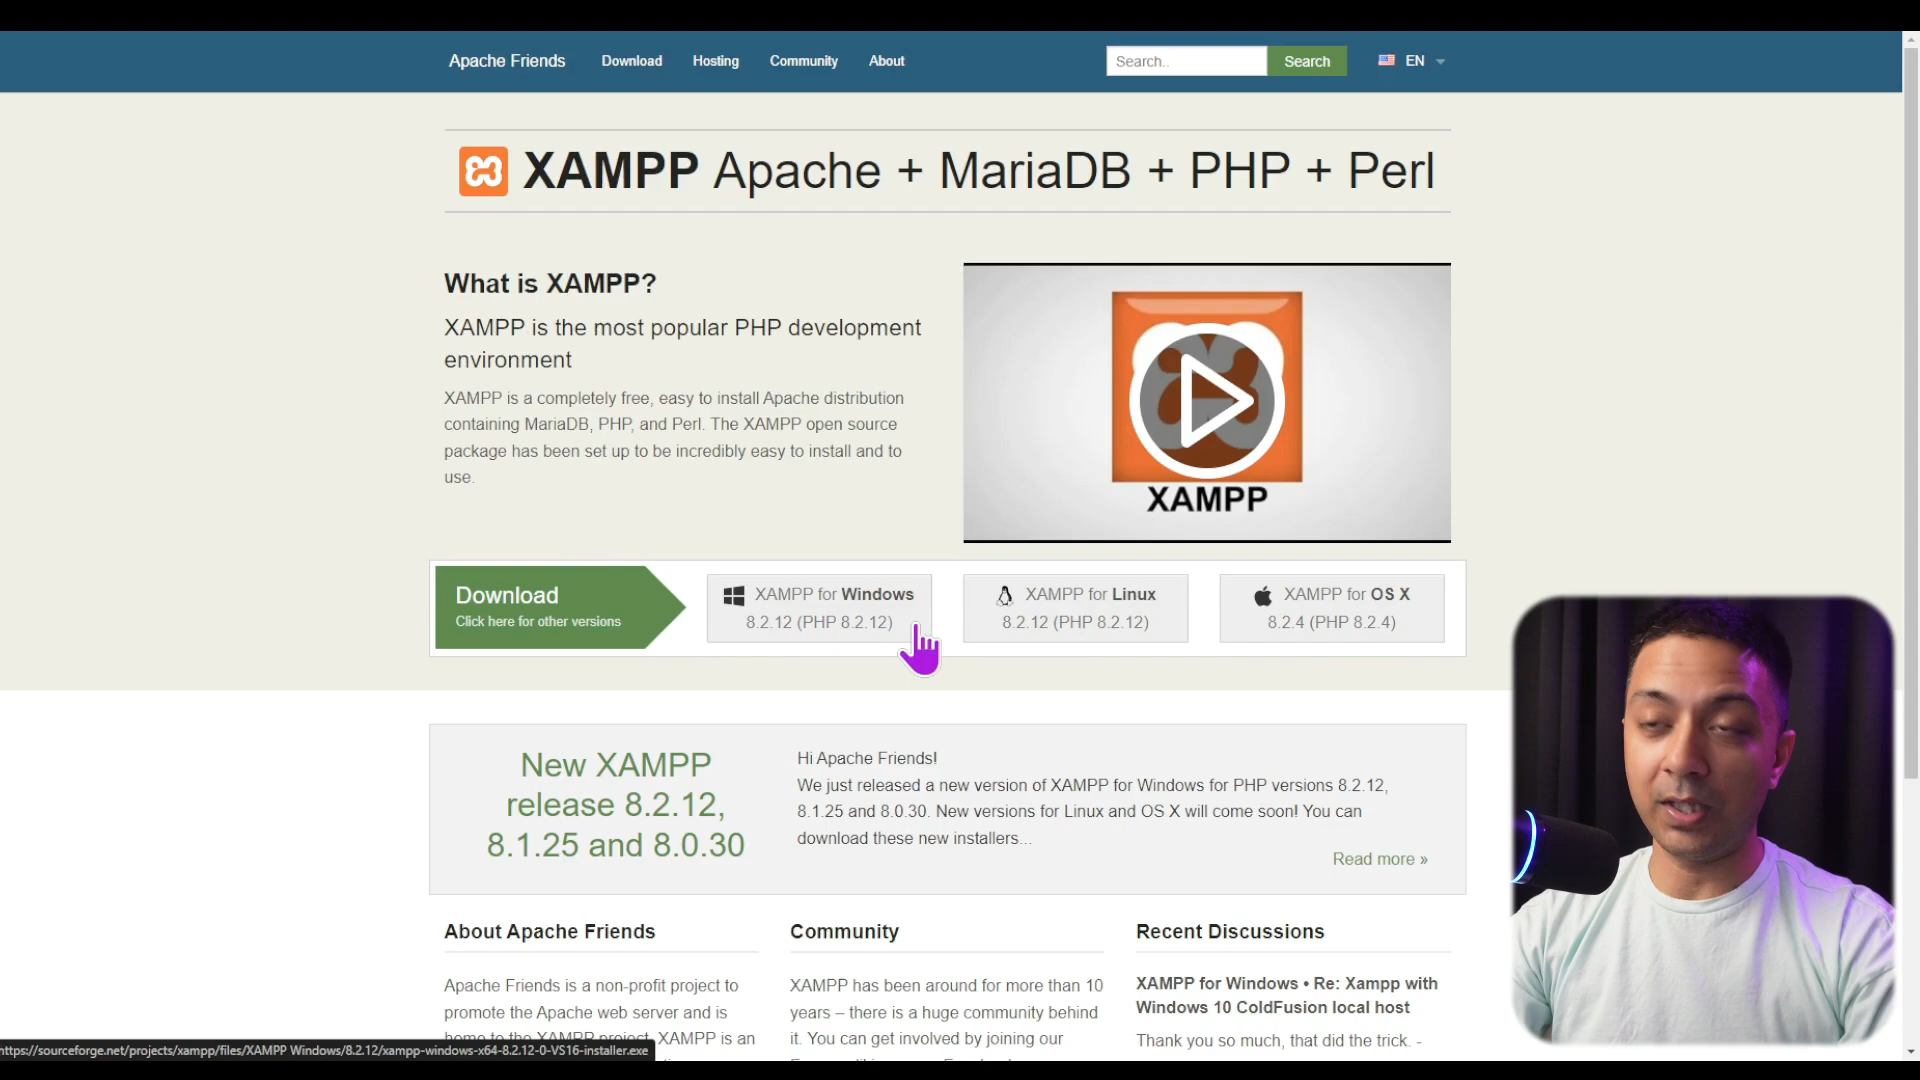 Apache Friends Download Hosting Community About Search.. Search EN
XAMPP Apache + MariaDB + PHP + Perl
What is XAMPP?
XAMPP is the most popular PHP development
environment
XAMPP is a completely free, easy to install Apache distribution
containing MariaDB, PHP, and Perl. The XAMPP open source
package has been set up to be incredibly easy to install and to
use.
XAMPP
Download
Click here for other versions
XAMPP for Windows
8.2.12 (PHP 8.2.12)
XAMPP for Linux
8.2.12 (PHP 8.2.12)
XAMPP for OS X
8.2.4 (PHP 8.2.4)
New XAMPP
release 8.2.12,
8.1.25 and 8.0.30
Hi Apache Friends!
We just released a new version of XAMPP for Windows for PHP versions 8.2.12,
8.1.25 and 8.0.30. New versions for Linux and OS X will come soon! You can
download these new installers...
Read more »
About Apache Friends
Apache Friends is a non-profit project to
promote the Apache web server and is
home to the XAMPP project. XAMPP is an
Community
XAMPP has been around for more than 10
years – there is a huge community behind
it. You can get involved by joining our
Recent Discussions
XAMPP for Windows • Re: Xampp with
Windows 10 ColdFusion local host
Thank you so much, that did the trick. -
https://sourceforge.net/projects/xampp/files/XAMPP Windows/8.2.12/xampp-windows-x64-8.2.12-0-VS16-installer.exe